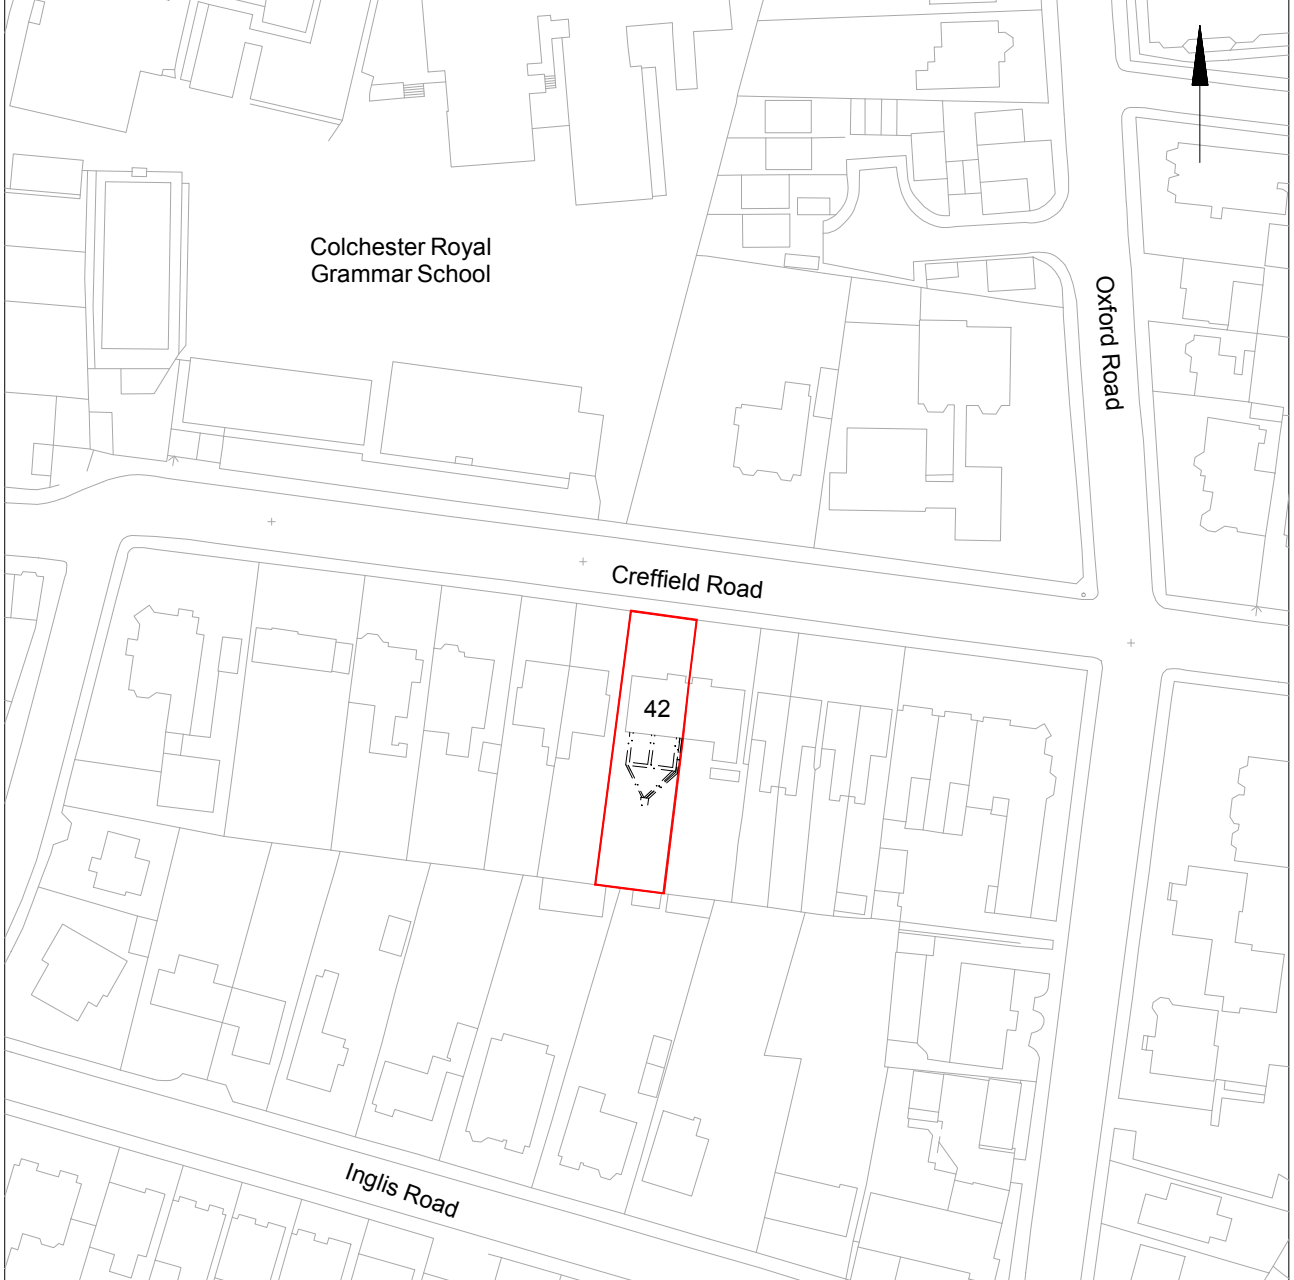 Colchester Royal
Grammar School
Oxford Road
Creffield Road
42
Inglis Road